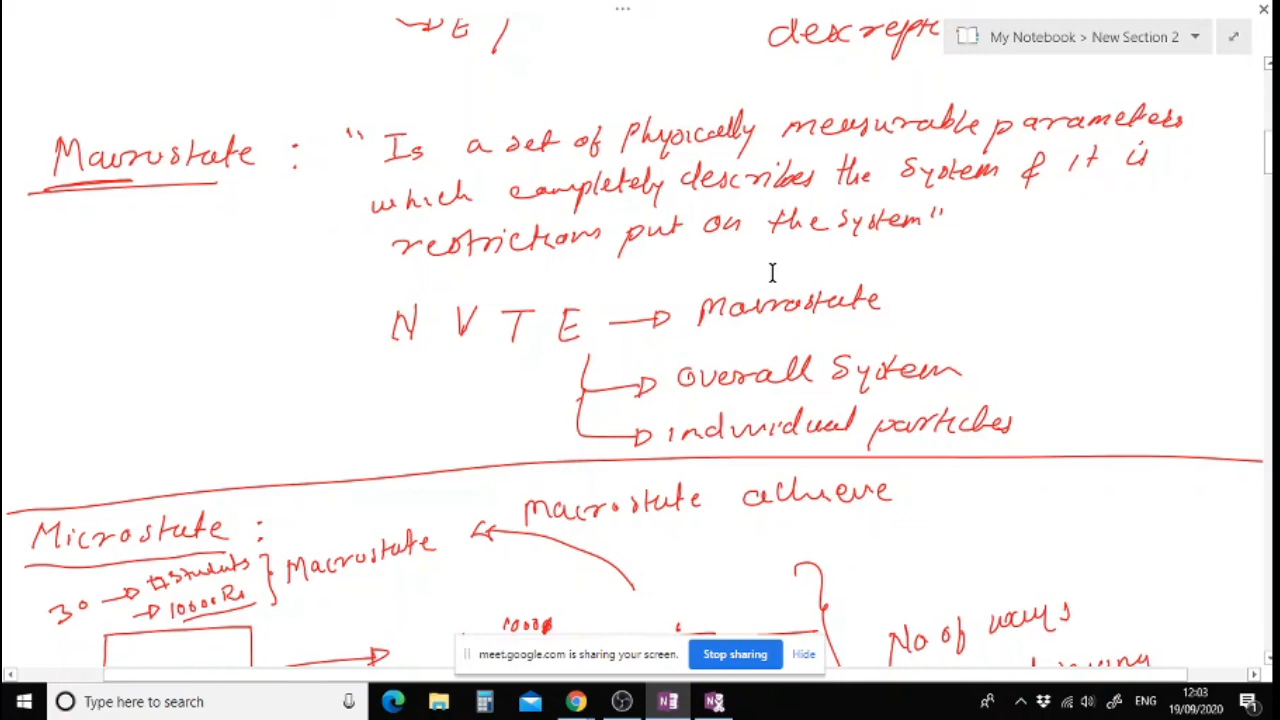 descrept
My Notebook > New Section 2
Macrostate : " Is a set of Physically measurable parameters
which completely describes the system & it is
restrictions put on the system"
N V T E → Macrostate
→ Overall System
→ individual particles
Microstate :
macrostate achieve
30 → # Students
→ 10000 Rs
Macrostate
No of ways
meet.google.com is sharing your screen.
Stop sharing
Hide
Type here to search
ENG
12:03
19/09/2020